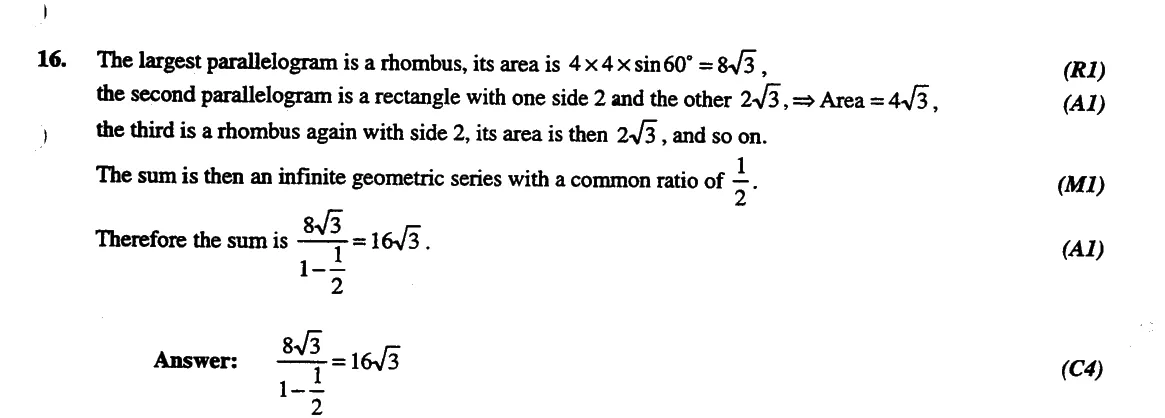 16. The largest parallelogram is a rhombus, its area is 4×4×sin60° = 8√3 , (R1)
the second parallelogram is a rectangle with one side 2 and the other 2√3 ,⇒ Area = 4√3 , (A1)
the third is a rhombus again with side 2, its area is then 2√3 , and so on.
The sum is then an infinite geometric series with a common ratio of 1/2 . (M1)
Therefore the sum is 8√3/(1−1/2) = 16√3 . (A1)
Answer: 8√3/(1−1/2) = 16√3 (C4)